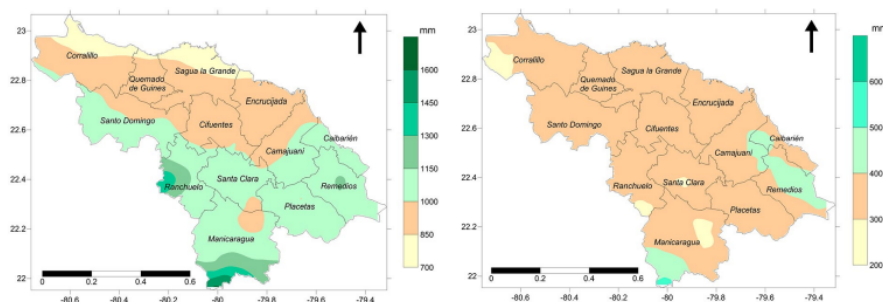 mm
23
1600
Corralillo
Sagua la Grande
22.8
Quemado
de Guines
1450
Encrucijada
22.6
Santo Domingo
Cifuentes
1300
Caibarién
Camajuani
1150
22.4
Ranchuelo
Santa Clara
Remedios
1000
Placetas
22.2
Manicaragua
850
22
700
0 0.2 0.4 0.6
-80.6 -80.4 -80.2 -80 -79.8 -79.6 -79.4
mm
23
600
Corralillo
Sagua la Grande
22.8
Quemado
de Guines
Encrucijada
500
22.6
Santo Domingo
Cifuentes
Caibarién
Camajuaní
400
22.4
Ranchuelo
Santa Clara
Remedios
Placetas
300
22.2
Manicaragua
22
200
0 0.2 0.4 0.6
-80.6 -80.4 -80.2 -80 -79.8 -79.6 -79.4